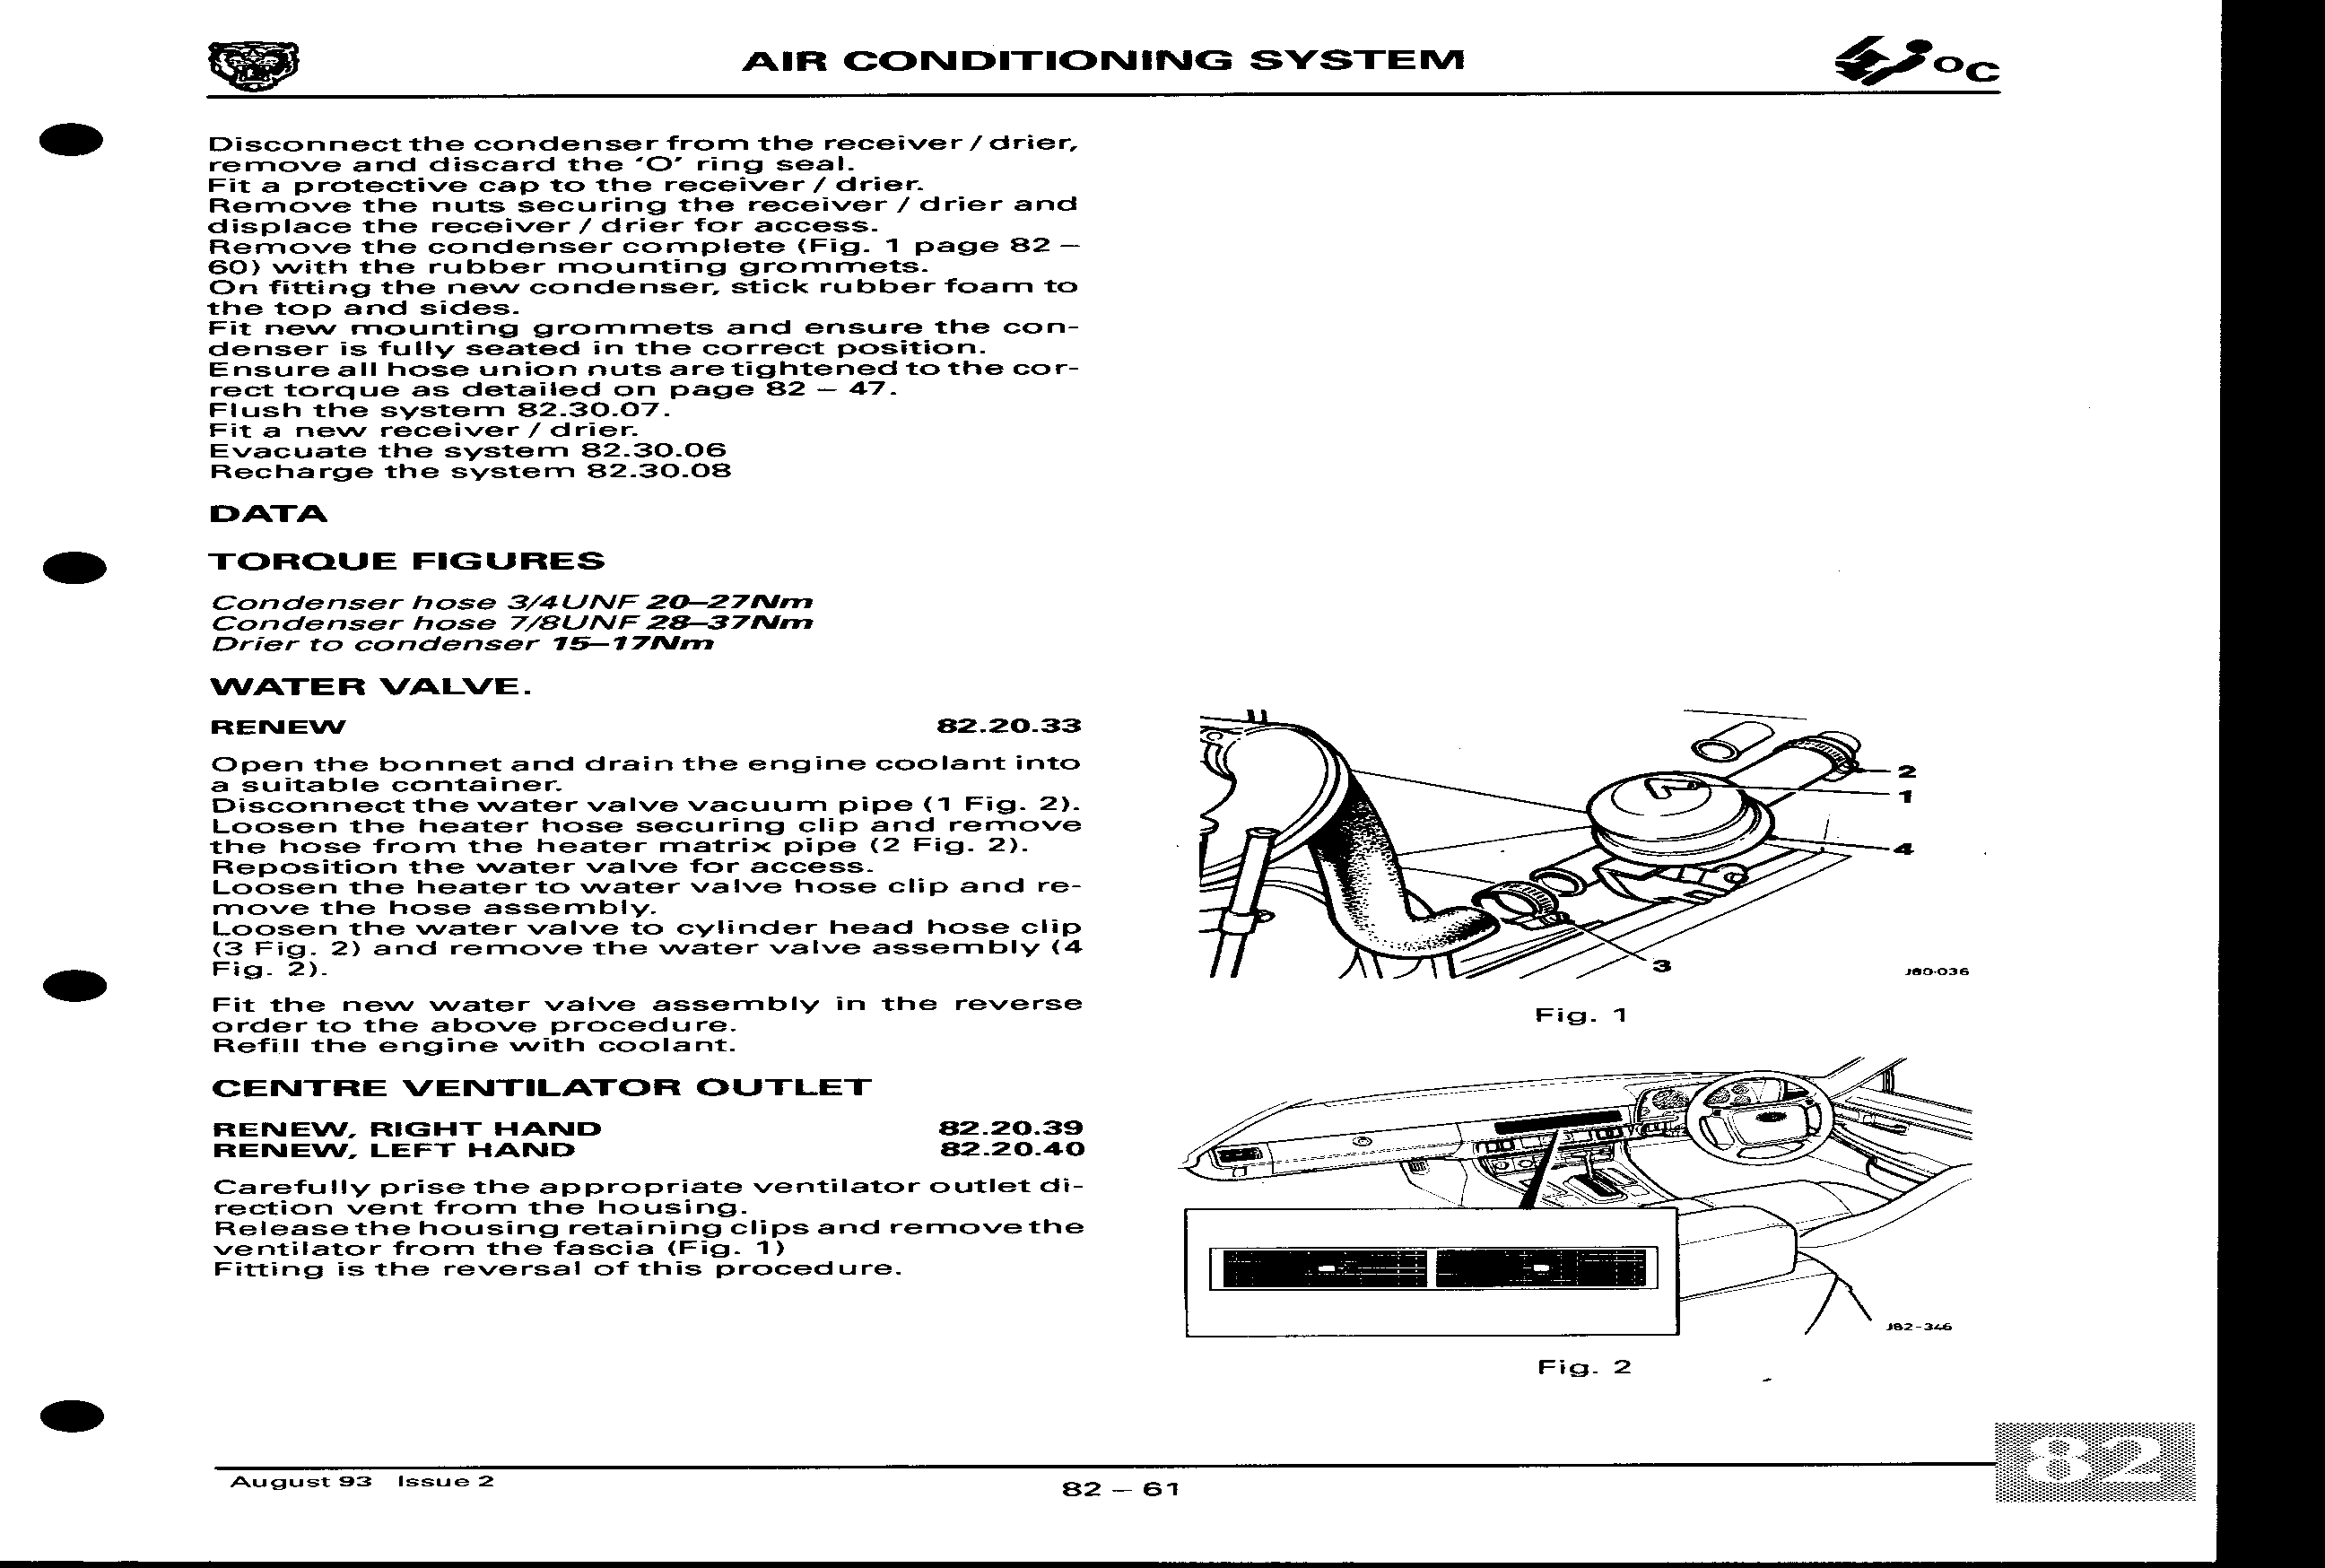 AIR CONDITIONING SYSTEM
°C
Disconnect the condenser from the receiver / drier,
remove and discard the ‘O’ ring seal.
Fit a protective cap to the receiver / drier.
Remove the nuts securing the receiver / drier and
displace the receiver / drier for access.
Remove the condenser complete (Fig. 1 page 82 –
60) with the rubber mounting grommets.
On fitting the new condenser, stick rubber foam to
the top and sides.
Fit new mounting grommets and ensure the con-
denser is fully seated in the correct position.
Ensure all hose union nuts are tightened to the cor-
rect torque as detailed on page 82 – 47.
Flush the system 82.30.07.
Fit a new receiver / drier.
Evacuate the system 82.30.06
Recharge the system 82.30.08
DATA
TORQUE FIGURES
Condenser hose 3/4UNF 20–27Nm
Condenser hose 7/8UNF 28–37Nm
Drier to condenser 15–17Nm
WATER VALVE.
RENEW 82.20.33
Open the bonnet and drain the engine coolant into
a suitable container.
Disconnect the water valve vacuum pipe (1 Fig. 2).
Loosen the heater hose securing clip and remove
the hose from the heater matrix pipe (2 Fig. 2).
Reposition the water valve for access.
Loosen the heater to water valve hose clip and re-
move the hose assembly.
Loosen the water valve to cylinder head hose clip
(3 Fig. 2) and remove the water valve assembly (4
Fig. 2).
Fit the new water valve assembly in the reverse
order to the above procedure.
Refill the engine with coolant.
CENTRE VENTILATOR OUTLET
RENEW, RIGHT HAND 82.20.39
RENEW, LEFT HAND 82.20.40
Carefully prise the appropriate ventilator outlet di-
rection vent from the housing.
Release the housing retaining clips and remove the
ventilator from the fascia (Fig. 1)
Fitting is the reversal of this procedure.
2
1
4
3
J80-036
Fig. 1
J82-346
Fig. 2
82
August 93 Issue 2
82 – 61